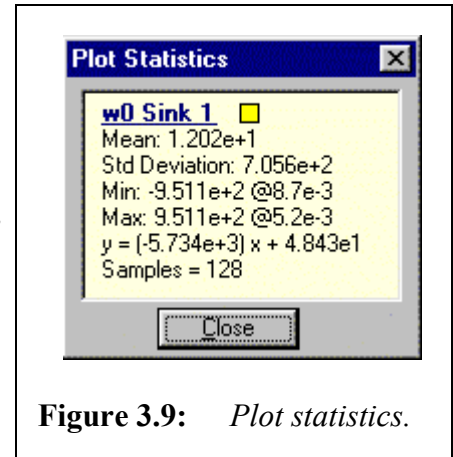 Plot Statistics
w0 Sink 1
Mean: 1.202e+1
Std Deviation: 7.056e+2
Min: -9.511e+2 @8.7e-3
Max: 9.511e+2 @5.2e-3
y = (-5.734e+3) x + 4.843e1
Samples = 128
Close
Figure 3.9: Plot statistics.